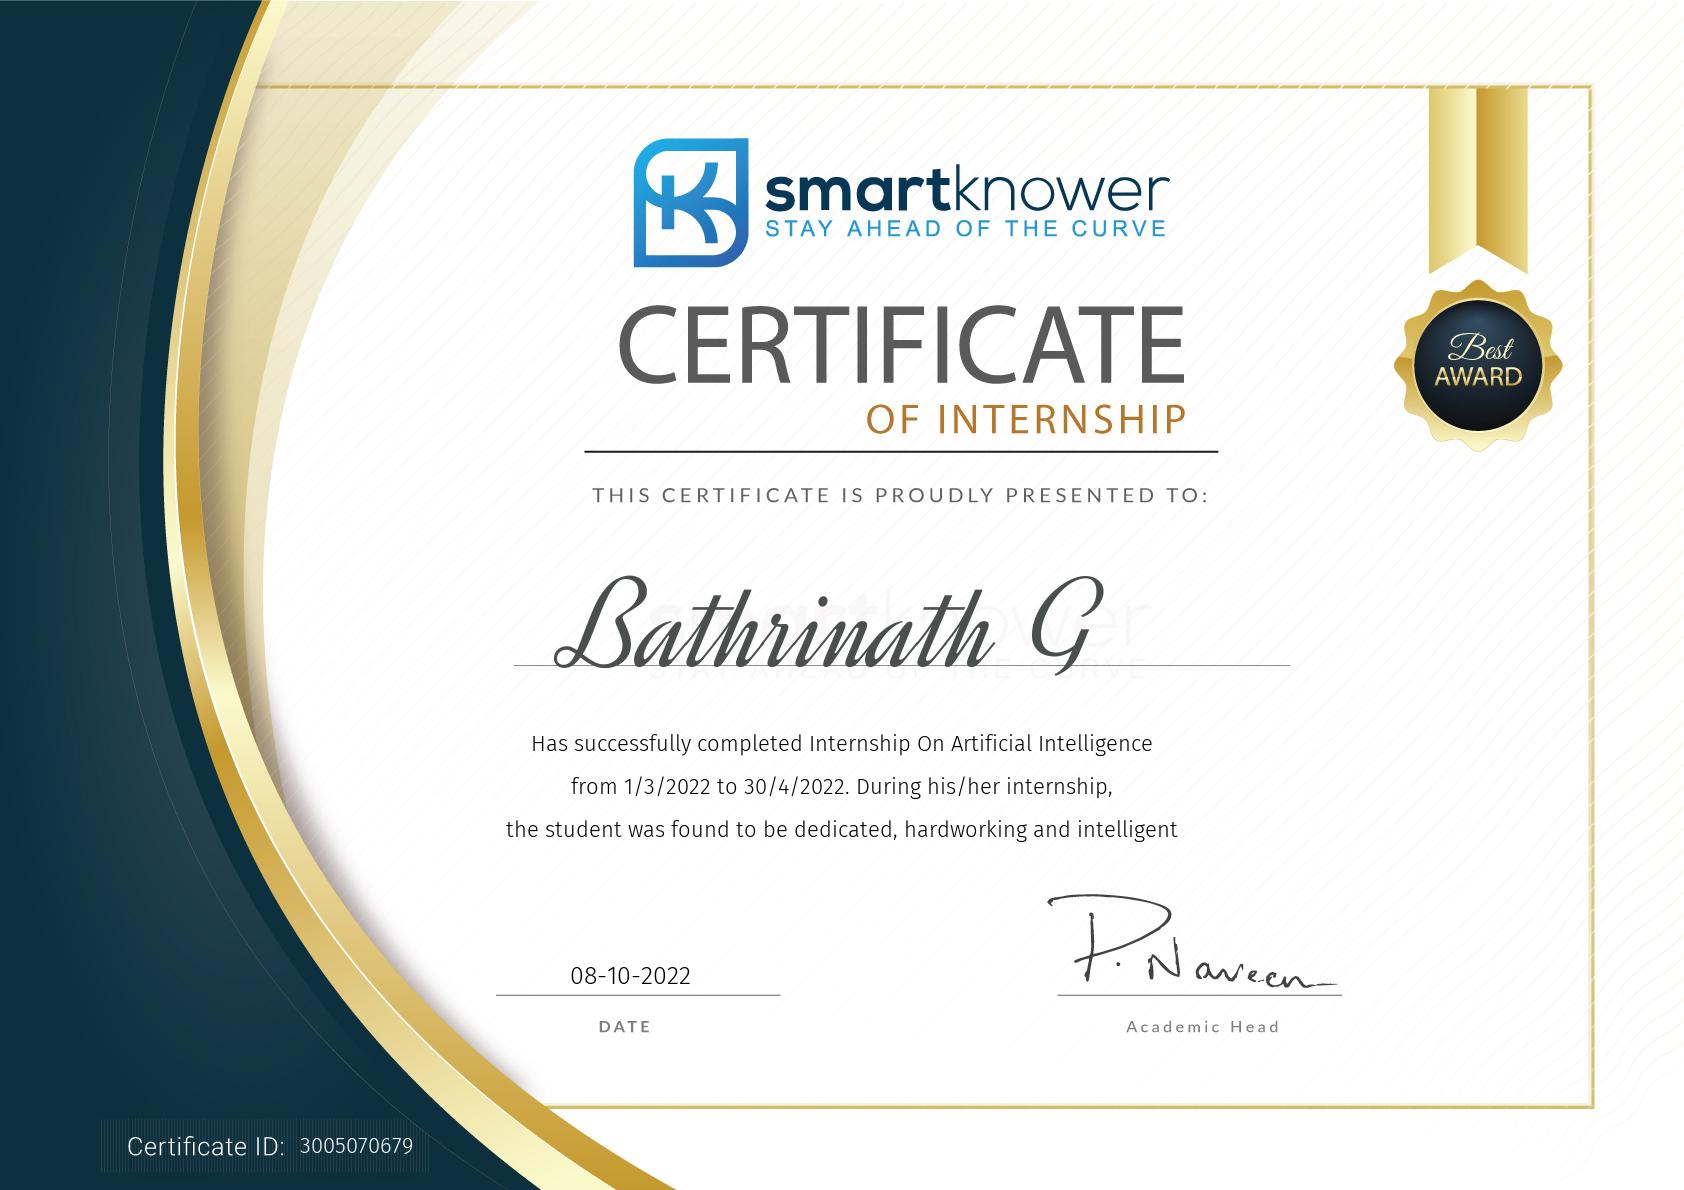 smartknower
STAY AHEAD OF THE CURVE
CERTIFICATE
OF INTERNSHIP
Best
AWARD
THIS CERTIFICATE IS PROUDLY PRESENTED TO:
Bathrinath G
smartknower
STAY AHEAD OF THE CURVE
Has successfully completed Internship On Artificial Intelligence
from 1/3/2022 to 30/4/2022. During his/her internship,
the student was found to be dedicated, hardworking and intelligent
P. Naveen
08-10-2022
DATE
Academic Head
Certificate ID: 3005070679